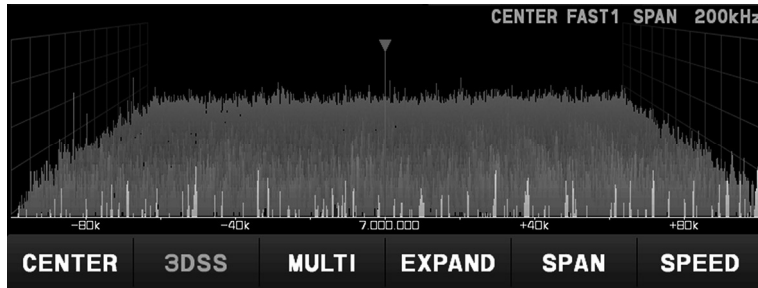 CENTER FAST1 SPAN 200kHz
-80k -40k 7.000.000 +40k +80k
CENTER 3DSS MULTI EXPAND SPAN SPEED